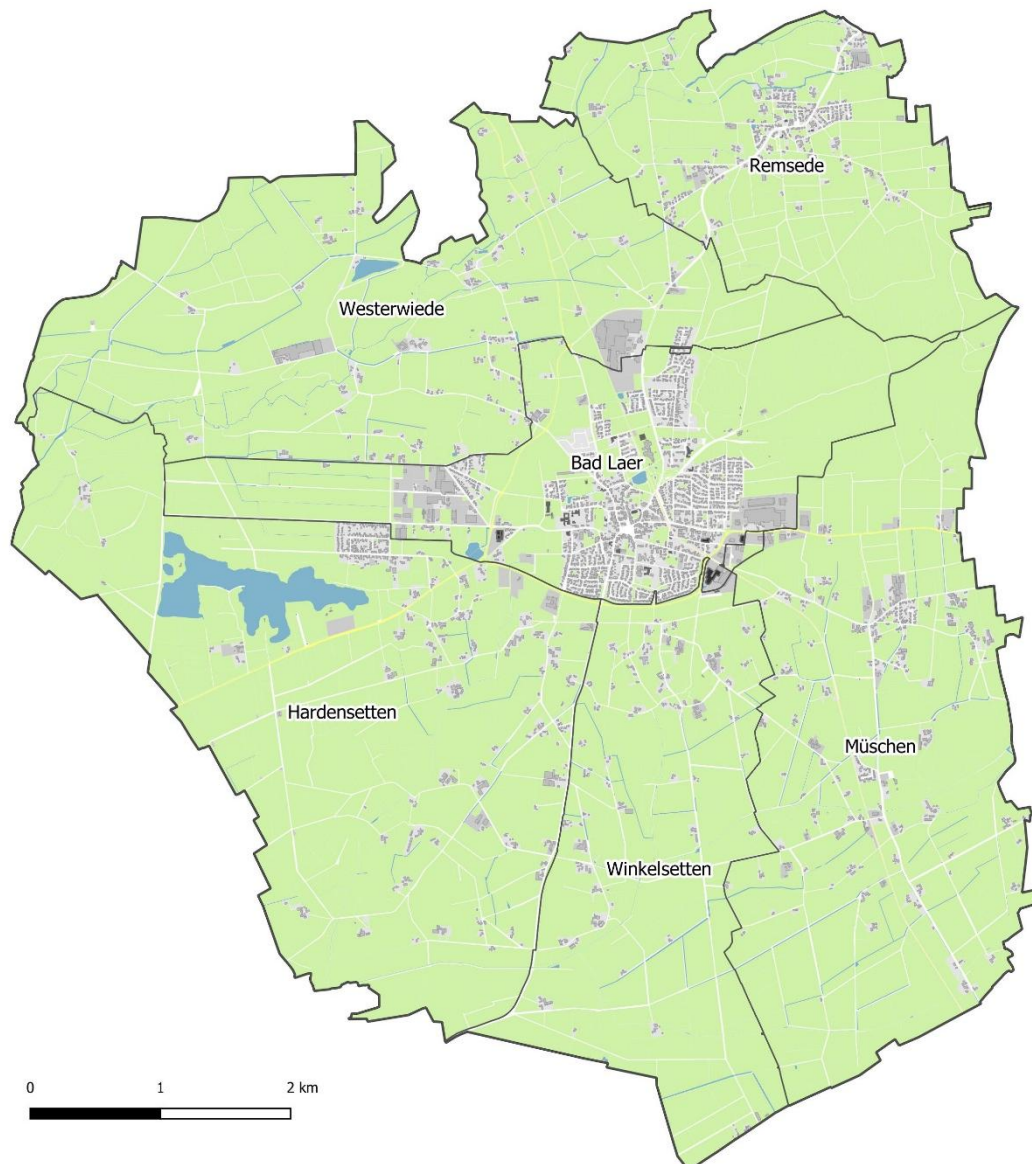 Remsede
Westerwiede
Bad Laer
Hardensetten
Müschen
Winkelsetten
0 1 2 km